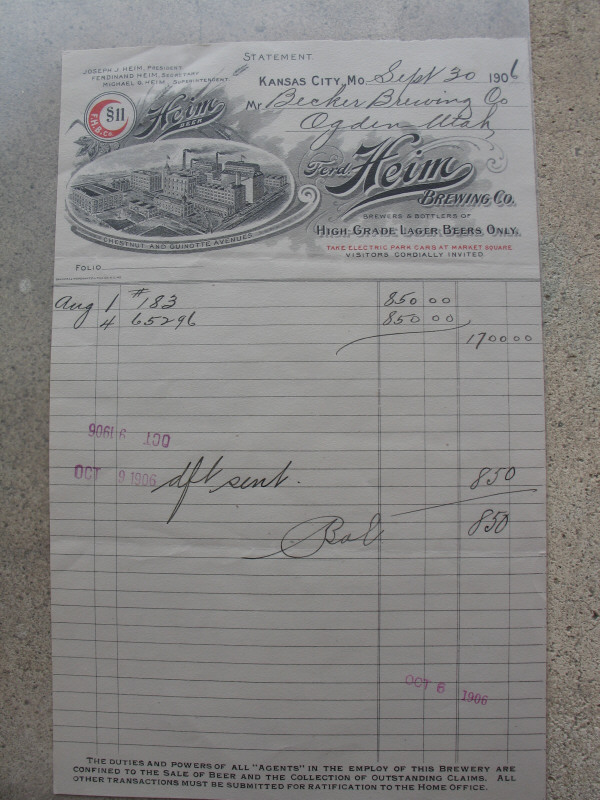 STATEMENT.
JOSEPH J. HEIM, PRESIDENT.
FERDINAND HEIM, SECRETARY.
MICHAEL G. HEIM, SUPERINTENDENT.
KANSAS CITY, MO. Sept 30 1906
Mr Becker Brewing Co
Ogden Utah
§11
F.H.B.Co.
Heim
BEER
Ferd. Heim
BREWING CO.
BREWERS & BOTTLERS OF
HIGH GRADE LAGER BEERS ONLY.
CHESTNUT AND GUINOTTE AVENUES
TAKE ELECTRIC PARK CARS AT MARKET SQUARE
VISITORS CORDIALLY INVITED
FOLIO
Aug 1 #183 850 00
4 65296 850 00
1700 00
OCT 9 1906
OCT 9 1906 dft sent. 850
Bal 850
OCT 6 1906
THE DUTIES AND POWERS OF ALL "AGENTS" IN THE EMPLOY OF THIS BREWERY ARE
CONFINED TO THE SALE OF BEER AND THE COLLECTION OF OUTSTANDING CLAIMS. ALL
OTHER TRANSACTIONS MUST BE SUBMITTED FOR RATIFICATION TO THE HOME OFFICE.